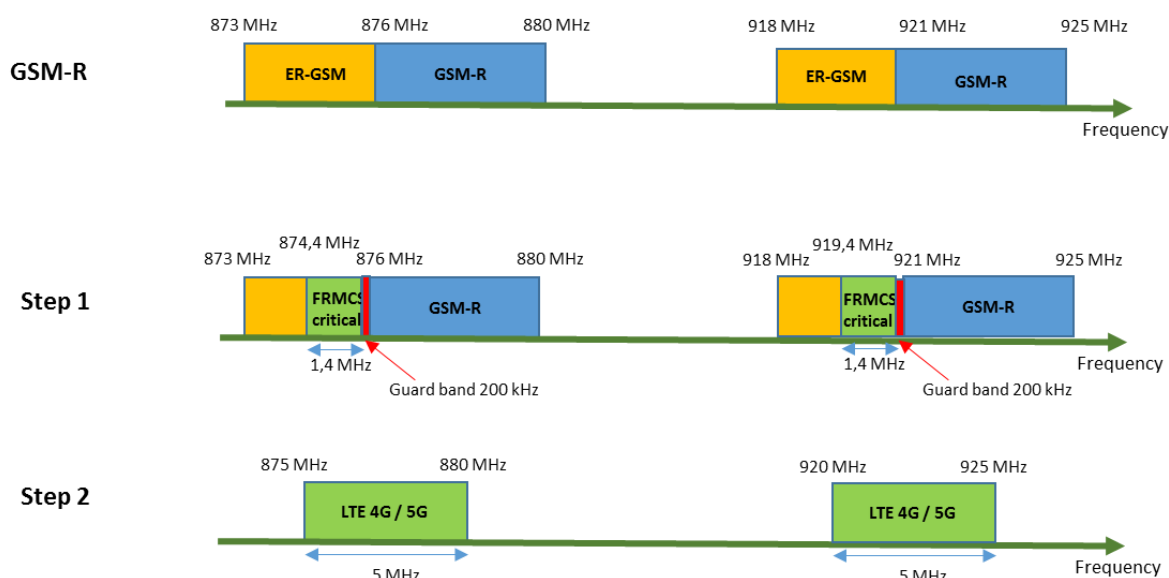 873 MHz 876 MHz 880 MHz 918 MHz 921 MHz 925 MHz
GSM-R ER-GSM GSM-R ER-GSM GSM-R
Frequency
874,4 MHz 919,4 MHz
873 MHz 876 MHz 880 MHz 918 MHz 921 MHz 925 MHz
Step 1 FRMCS critical GSM-R FRMCS critical GSM-R
1,4 MHz 1,4 MHz Frequency
Guard band 200 kHz Guard band 200 kHz
875 MHz 880 MHz 920 MHz 925 MHz
Step 2 LTE 4G / 5G LTE 4G / 5G
5 MHz 5 MHz Frequency